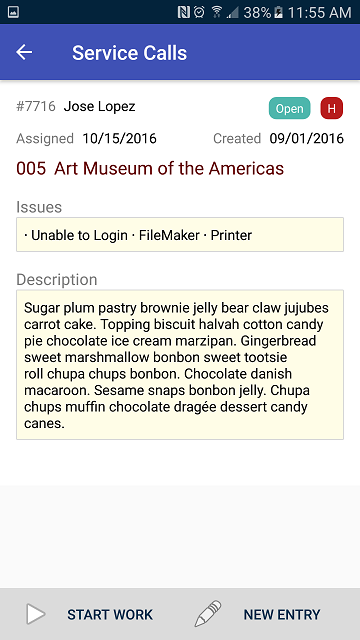 38% 11:55 AM
Service Calls
#7716 Jose Lopez Open H
Assigned 10/15/2016 Created 09/01/2016
005 Art Museum of the Americas
Issues
· Unable to Login · FileMaker · Printer
Description
Sugar plum pastry brownie jelly bear claw jujubes
carrot cake. Topping biscuit halvah cotton candy
pie chocolate ice cream marzipan. Gingerbread
sweet marshmallow bonbon sweet tootsie
roll chupa chups bonbon. Chocolate danish
macaroon. Sesame snaps bonbon jelly. Chupa
chups muffin chocolate dragée dessert candy
canes.
START WORK NEW ENTRY